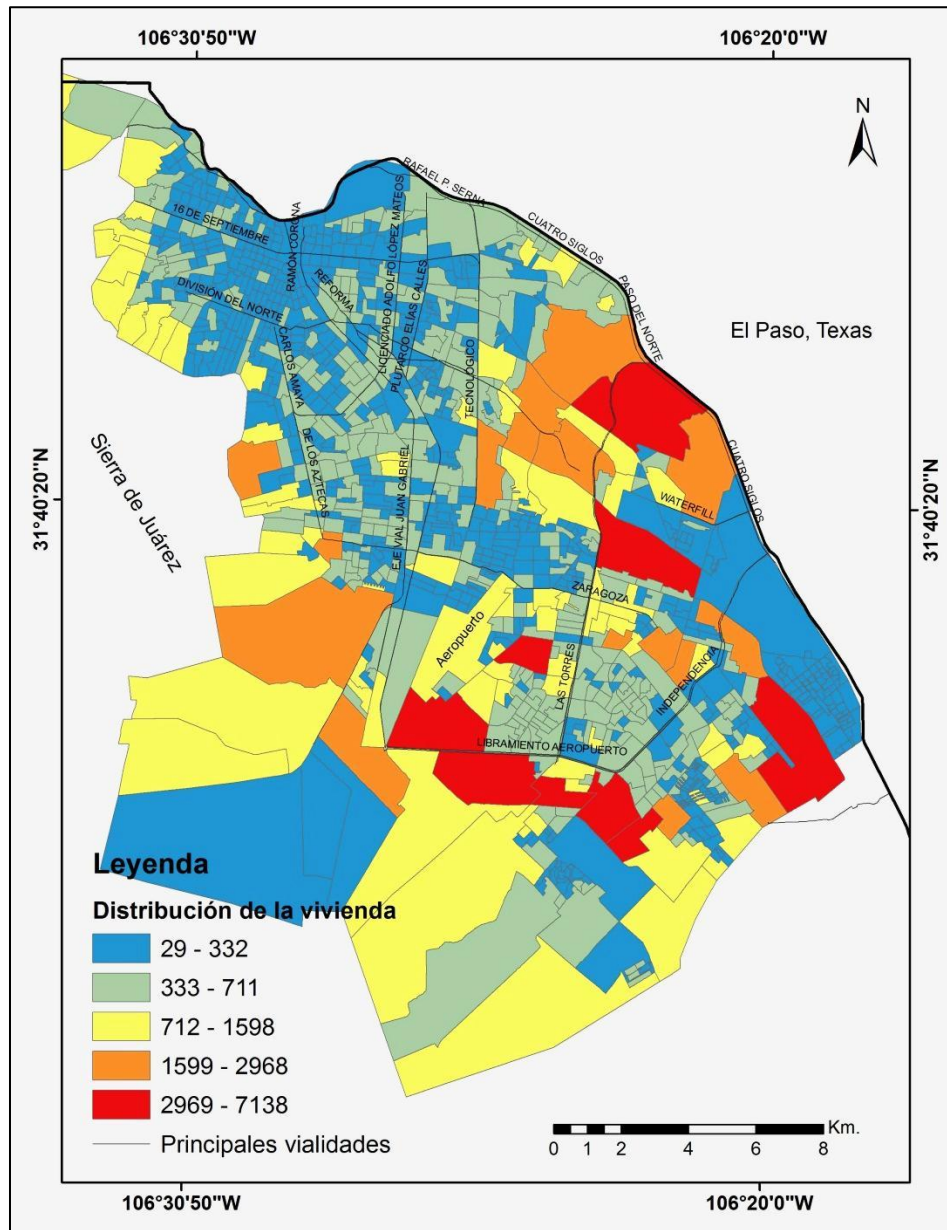 106°30'50"W
106°20'0"W
N
RAFAEL P. SERNA
CUATRO SIGLOS
16 DE SEPTIEMBRE
RAMÓN CORONA
LICENCIADO ADOLFO LÓPEZ MATEOS
REFORMA
PLUTARCO ELÍAS CALLES
PASO DEL NORTE
DIVISIÓN DEL NORTE
El Paso, Texas
CARLOS AMAYA
TECNOLÓGICO
Sierra de Juárez
DE LOS AZTECAS
EJE VIAL JUAN GABRIEL
CUATRO SIGLOS
WATERFILL
31°40'20"N
31°40'20"N
ZARAGOZA
Aeropuerto
LAS TORRES
INDEPENDENCIA
LIBRAMIENTO AEROPUERTO
Leyenda
Distribución de la vivienda
29 - 332
333 - 711
712 - 1598
1599 - 2968
2969 - 7138
Principales vialidades
Km.
0 1 2 4 6 8
106°30'50"W
106°20'0"W